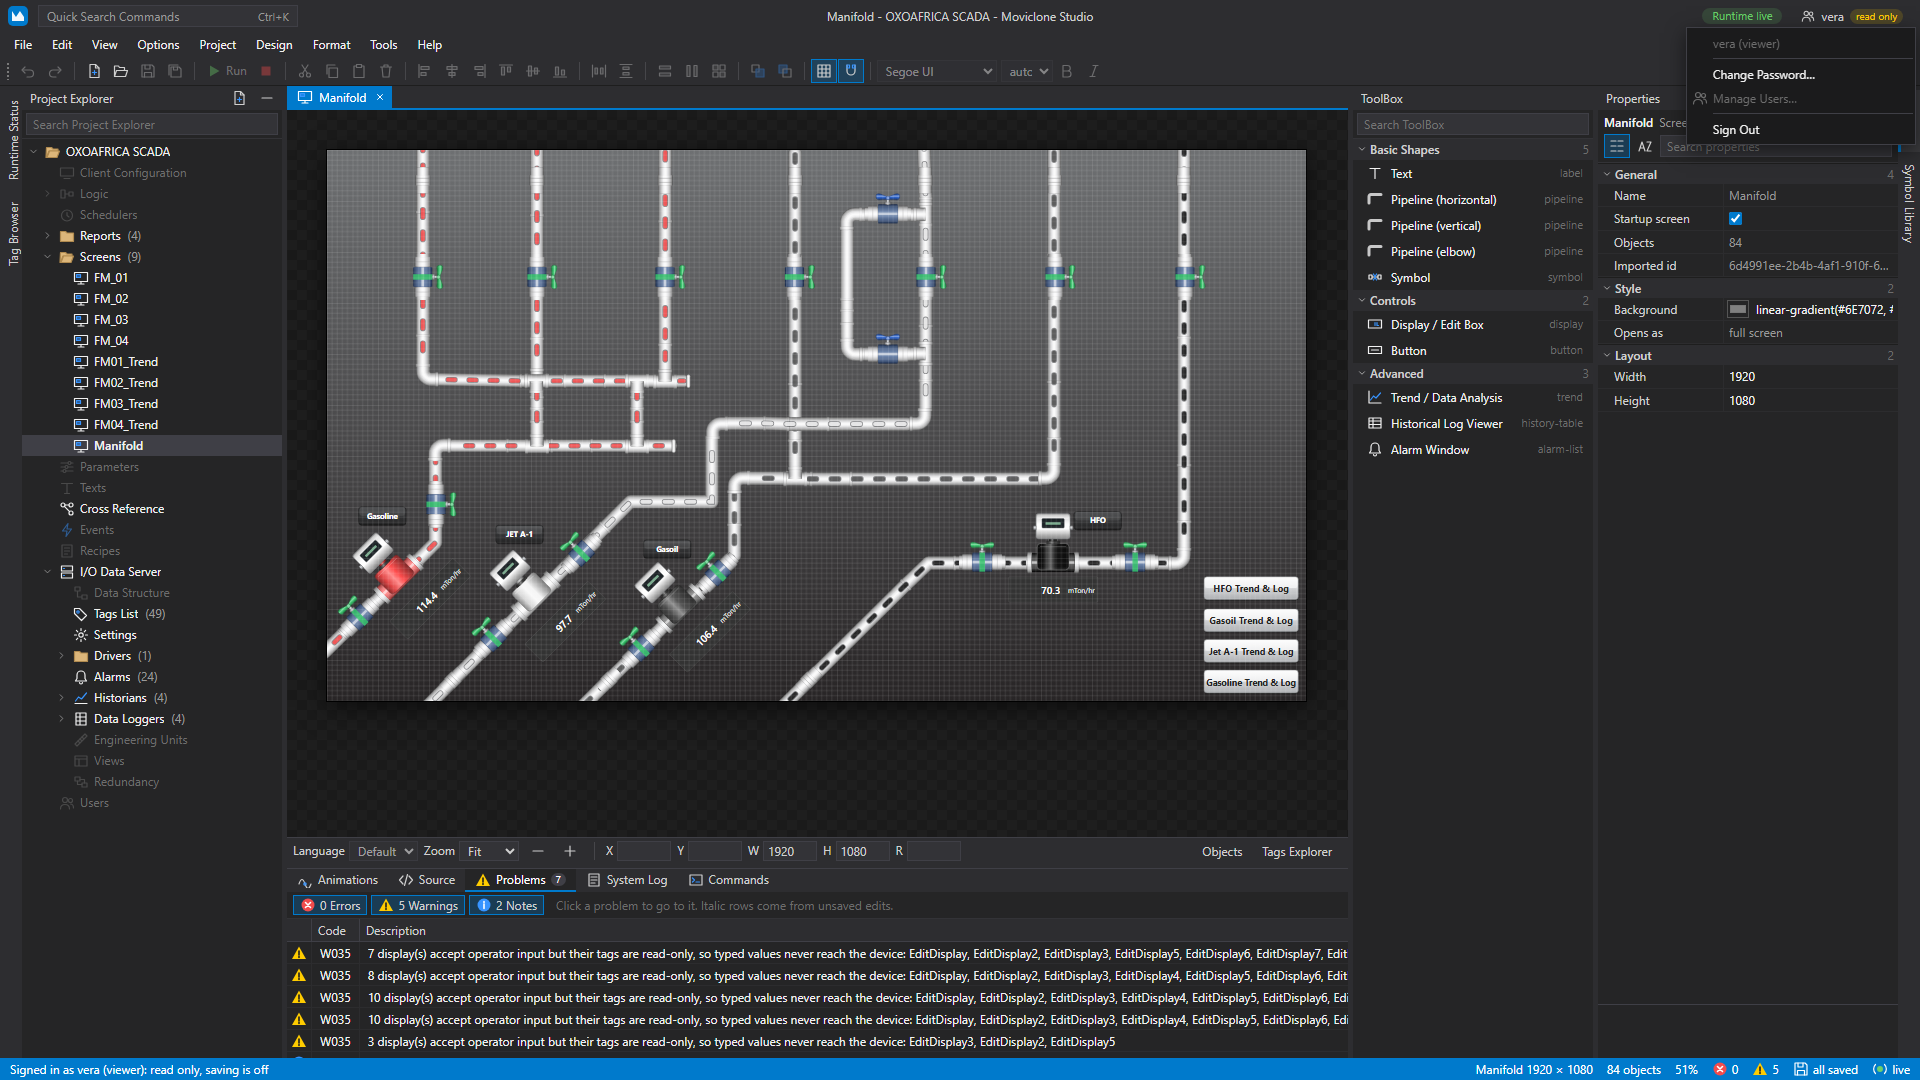 Quick Search Commands Ctrl+K
Manifold - OXOAFRICA SCADA - Moviclone Studio
Runtime live
vera
read only
File Edit View Options Project Design Format Tools Help
Run
Segoe UI
autc
B I
vera (viewer)
Change Password...
Manage Users...
Sign Out
Runtime Status
Tag Browser
Project Explorer
Search Project Explorer
OXOAFRICA SCADA
Client Configuration
Logic
Schedulers
Reports (4)
Screens (9)
FM_01
FM_02
FM_03
FM_04
FM01_Trend
FM02_Trend
FM03_Trend
FM04_Trend
Manifold
Parameters
Texts
Cross Reference
Events
Recipes
I/O Data Server
Data Structure
Tags List (49)
Settings
Drivers (1)
Alarms (24)
Historians (4)
Data Loggers (4)
Engineering Units
Views
Redundancy
Users
Manifold
Gasoline
JET A-1
Gasoil
HFO
114.4 mTon/hr
97.7 mTon/hr
106.4 mTon/hr
70.3 mTon/hr
HFO Trend & Log
Gasoil Trend & Log
Jet A-1 Trend & Log
Gasoline Trend & Log
Language Default Zoom Fit X Y W 1920 H 1080 R
Objects Tags Explorer
Animations Source Problems 7 System Log Commands
0 Errors 5 Warnings 2 Notes Click a problem to go to it. Italic rows come from unsaved edits.
Code Description
W035 7 display(s) accept operator input but their tags are read-only, so typed values never reach the device: EditDisplay, EditDisplay2, EditDisplay3, EditDisplay5, EditDisplay6, EditDisplay7, Edit
W035 8 display(s) accept operator input but their tags are read-only, so typed values never reach the device: EditDisplay, EditDisplay2, EditDisplay3, EditDisplay4, EditDisplay5, EditDisplay6, Edit
W035 10 display(s) accept operator input but their tags are read-only, so typed values never reach the device: EditDisplay, EditDisplay2, EditDisplay3, EditDisplay4, EditDisplay5, EditDisplay6, Ed
W035 10 display(s) accept operator input but their tags are read-only, so typed values never reach the device: EditDisplay, EditDisplay2, EditDisplay3, EditDisplay4, EditDisplay5, EditDisplay6, Ed
W035 3 display(s) accept operator input but their tags are read-only, so typed values never reach the device: EditDisplay3, EditDisplay2, EditDisplay5
ToolBox
Search ToolBox
Basic Shapes 5
Text label
Pipeline (horizontal) pipeline
Pipeline (vertical) pipeline
Pipeline (elbow) pipeline
Symbol symbol
Controls 2
Display / Edit Box display
Button button
Advanced 3
Trend / Data Analysis trend
Historical Log Viewer history-table
Alarm Window alarm-list
Properties
Manifold Scree
AZ Search properties
General 4
Name Manifold
Startup screen
Objects 84
Imported id 6d4991ee-2b4b-4af1-910f-6...
Style 2
Background linear-gradient(#6E7072, #
Opens as full screen
Layout 2
Width 1920
Height 1080
Symbol Library
Signed in as vera (viewer): read only, saving is off
Manifold 1920 × 1080 84 objects 51% 0 5 all saved live